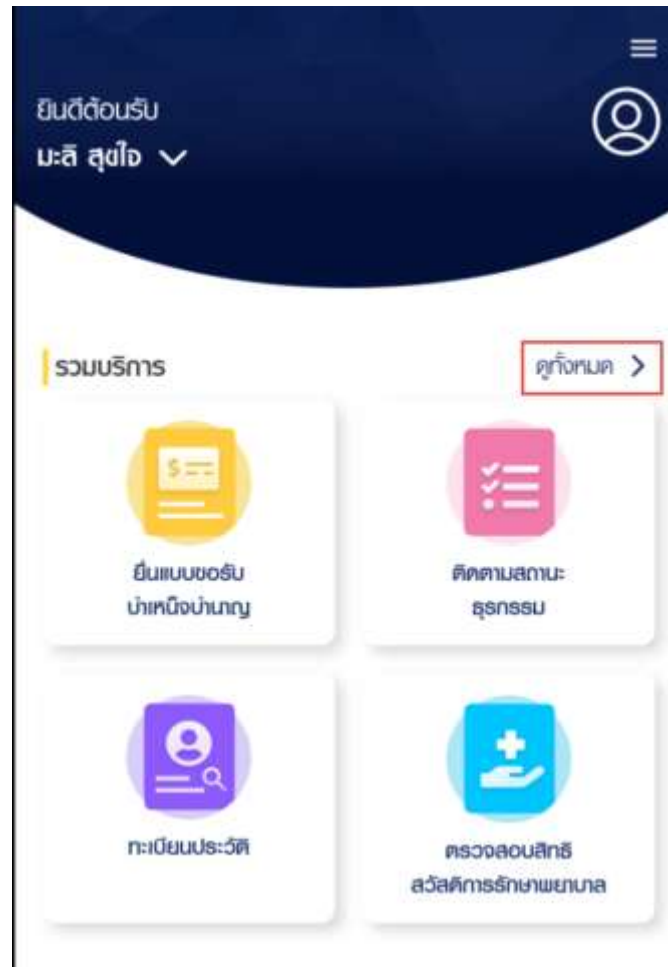 ยินดีต้อนรับ
มะลิ สุขใจ
รวมบริการ
ดูทั้งหมด
$
ยื่นแบบขอรับ
บำเหน็จบำนาญ
ติดตามสถานะ
ธุรกรรม
ทะเบียนประวัติ
ตรวจสอบสิทธิ
สวัสดิการรักษาพยาบาล